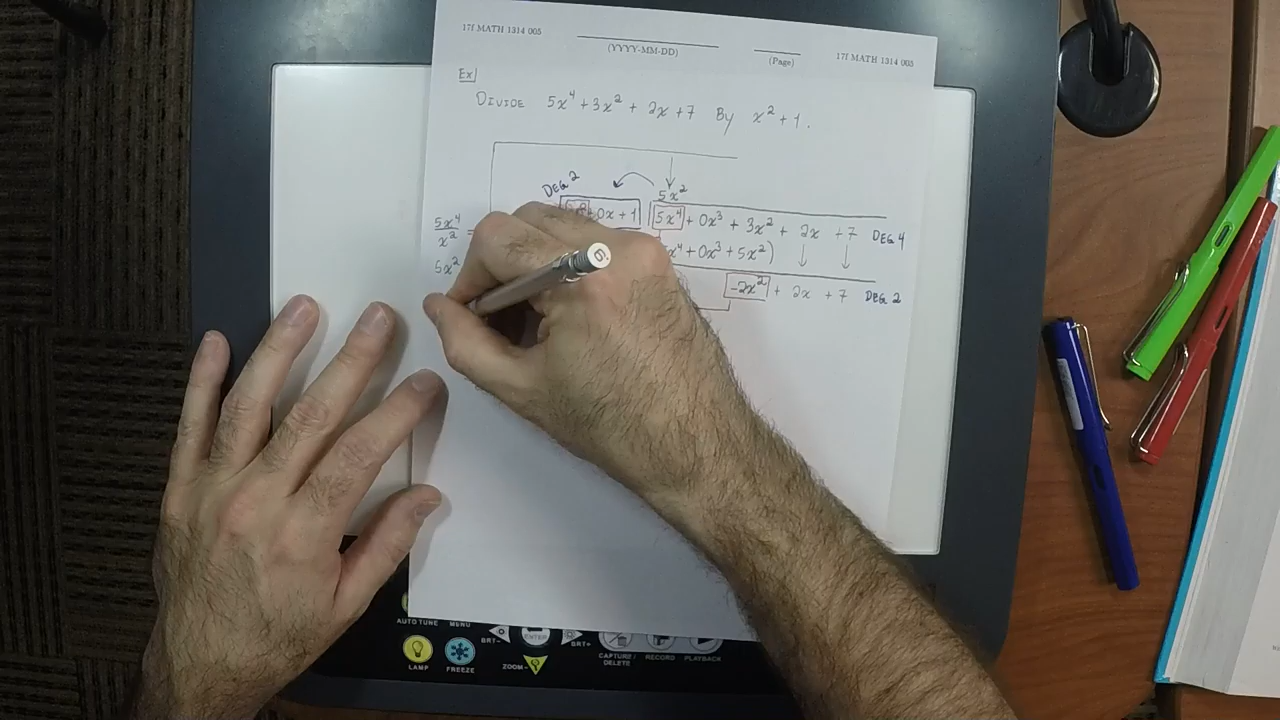 17f MATH 1314 005 (YYYY-MM-DD) (Page) 17f MATH 1314 005
Ex
DIVIDE 5x⁴ + 3x² + 2x + 7 By x² + 1.
DEG 2 5x²
0x + 1 5x⁴ + 0x³ + 3x² + 2x + 7 DEG 4
5x⁴/x² =
x⁴ + 0x³ + 5x²)
5x²
-2x² + 2x + 7 DEG 2
AUTO TUNE MENU
BRT- ENTER BRT+
LAMP FREEZE ZOOM- CAPTURE/DELETE RECORD PLAYBACK